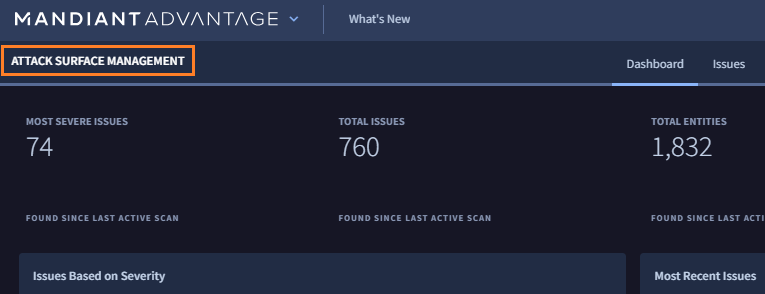 MANDIANT ADVANTAGE What's New
ATTACK SURFACE MANAGEMENT Dashboard Issues
MOST SEVERE ISSUES TOTAL ISSUES TOTAL ENTITIES
74 760 1,832
FOUND SINCE LAST ACTIVE SCAN FOUND SINCE LAST ACTIVE SCAN FOUND SINCE LAST ACTI
Issues Based on Severity Most Recent Issues